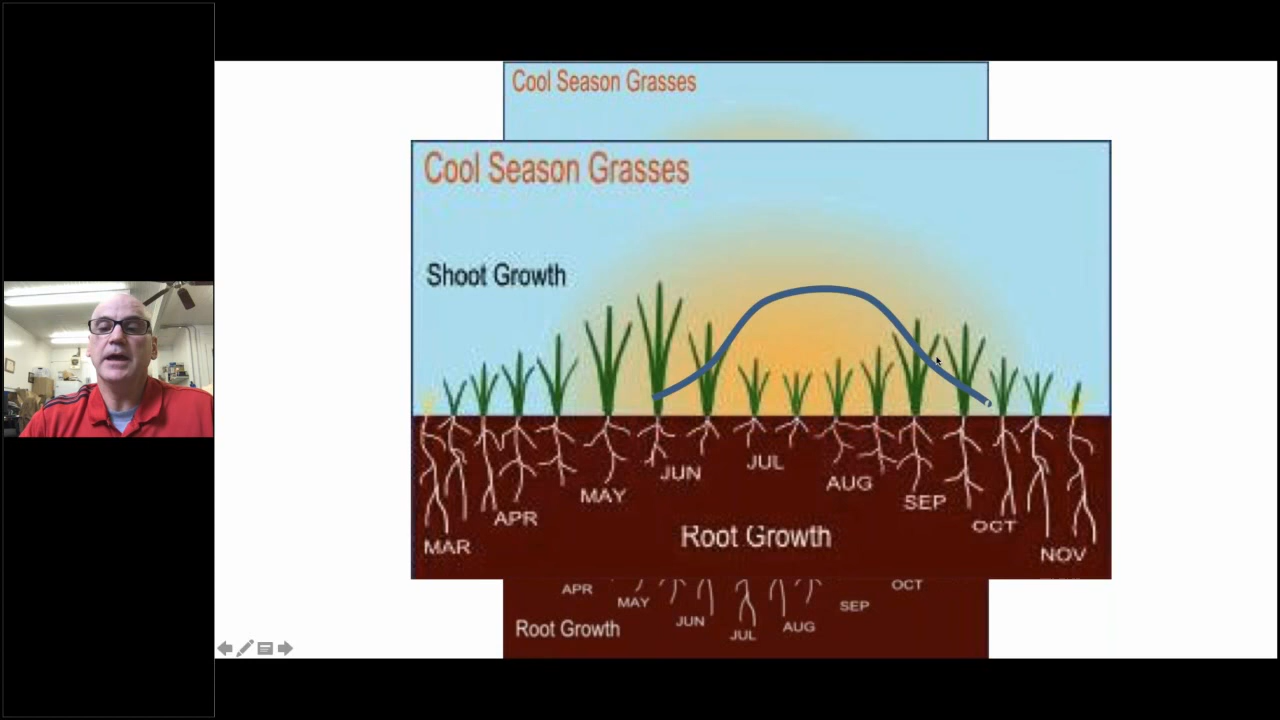 Cool Season Grasses
Cool Season Grasses
Shoot Growth
JUN
JUL
AUG
MAY
SEP
APR
OCT
Root Growth
MAR
NOV
APR
OCT
MAY
SEP
JUN
AUG
Root Growth
JUL